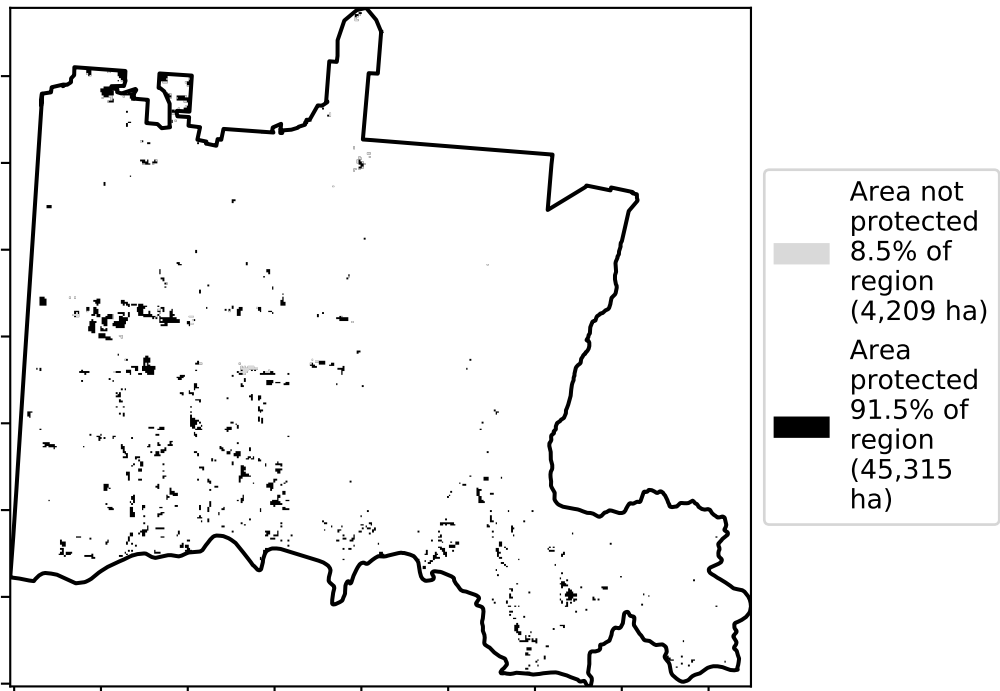 Area not
protected
8.5% of
region
(4,209 ha)
Area
protected
91.5% of
region
(45,315
ha)